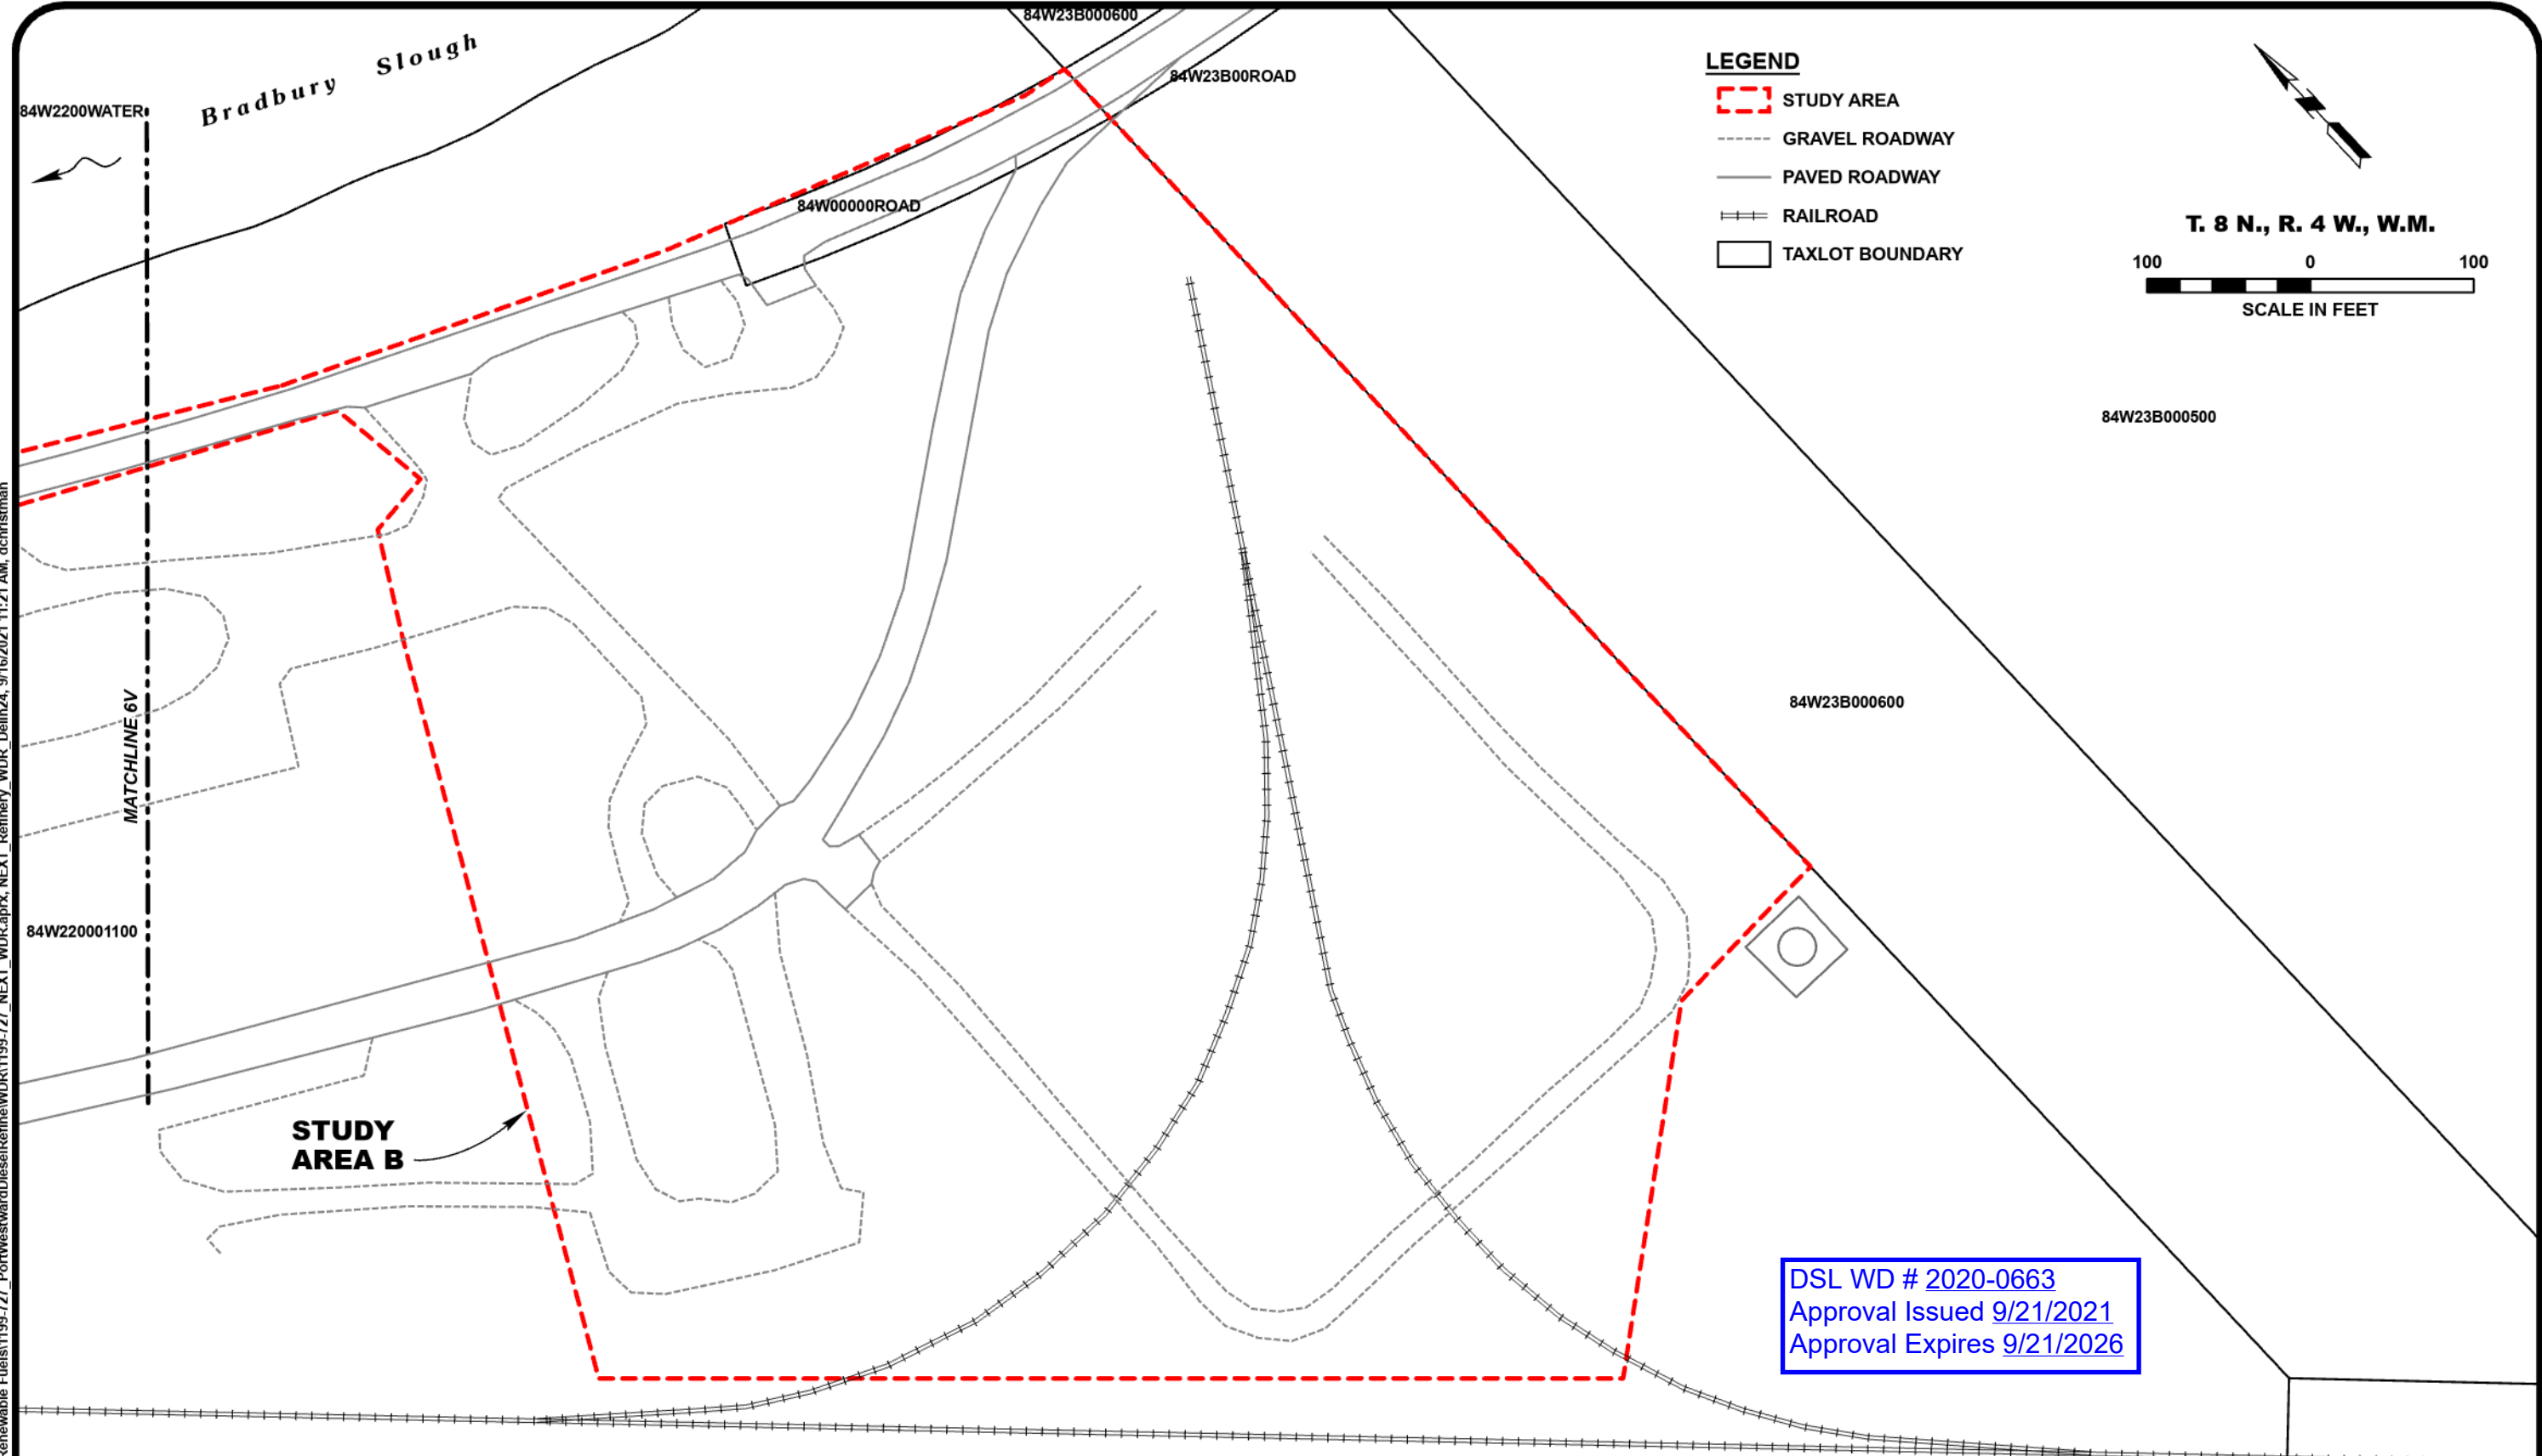 84W23B000600
Bradbury Slough
84W2200WATER
84W23B00ROAD
84W00000ROAD
LEGEND
STUDY AREA
GRAVEL ROADWAY
PAVED ROADWAY
RAILROAD
TAXLOT BOUNDARY
T. 8 N., R. 4 W., W.M.
100 0 100
SCALE IN FEET
84W23B000500
84W23B000600
MATCHLINE 6V
84W220001100
STUDY
AREA B
DSL WD # 2020-0663
Approval Issued 9/21/2021
Approval Expires 9/21/2026